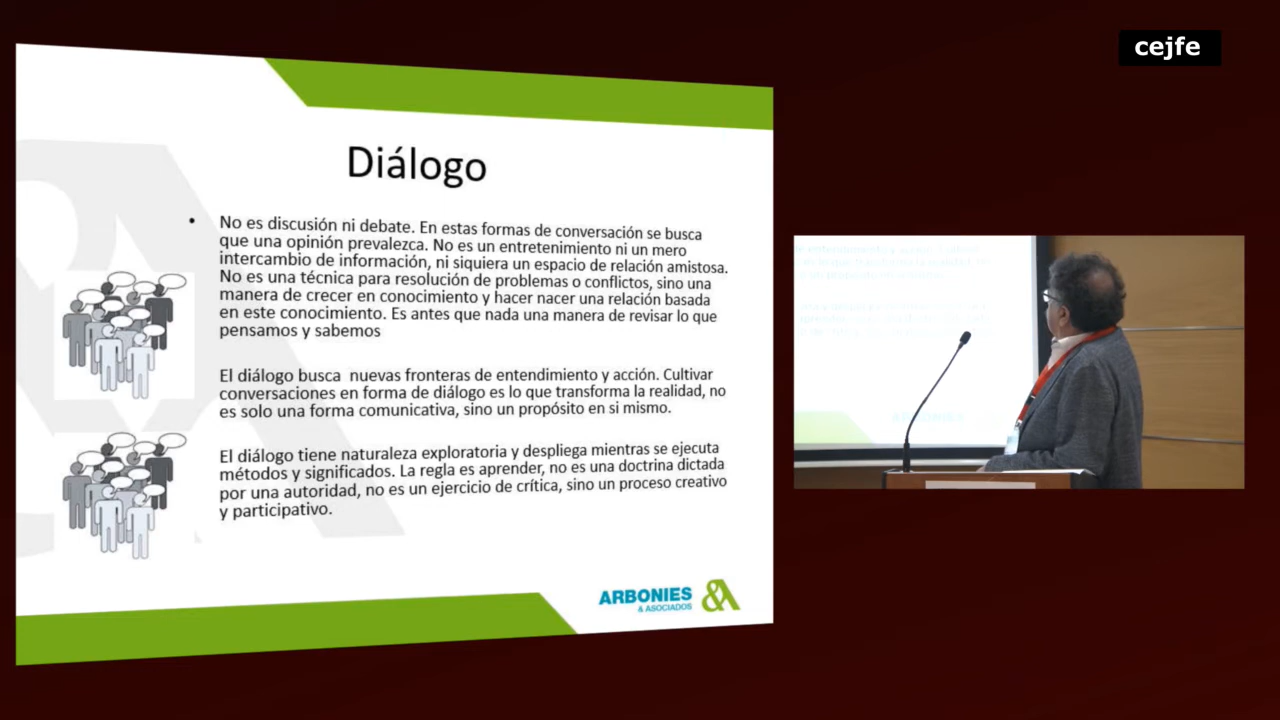 cejfe
Diálogo
• No es discusión ni debate. En estas formas de conversación se busca
que una opinión prevalezca. No es un entretenimiento ni un mero
intercambio de información, ni siquiera un espacio de relación amistosa.
No es una técnica para resolución de problemas o conflictos, sino una
manera de crecer en conocimiento y hacer nacer una relación basada
en este conocimiento. Es antes que nada una manera de revisar lo que
pensamos y sabemos
El diálogo busca nuevas fronteras de entendimiento y acción. Cultivar
conversaciones en forma de diálogo es lo que transforma la realidad, no
es solo una forma comunicativa, sino un propósito en si mismo.
El diálogo tiene naturaleza exploratoria y despliega mientras se ejecuta
métodos y significados. La regla es aprender, no es una doctrina dictada
por una autoridad, no es un ejercicio de crítica, sino un proceso creativo
y participativo.
ARBONIES
& ASOCIADOS